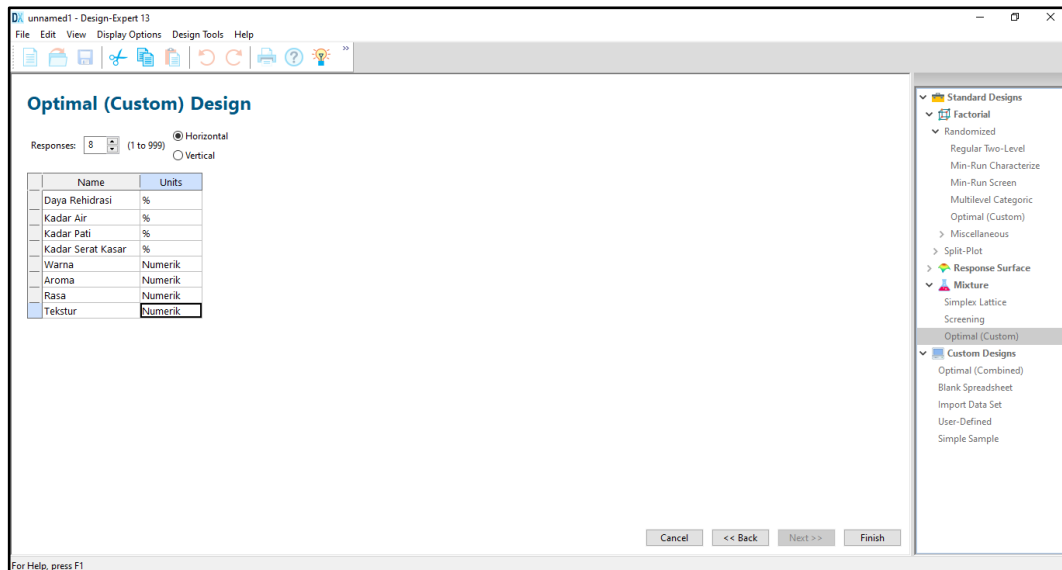 DX unnamed1 - Design-Expert 13
File Edit View Display Options Design Tools Help
»
Optimal (Custom) Design
Responses: 8 (1 to 999) Horizontal
Vertical
Name Units
Daya Rehidrasi %
Kadar Air %
Kadar Pati %
Kadar Serat Kasar %
Warna Numerik
Aroma Numerik
Rasa Numerik
Tekstur Numerik
Cancel << Back Next >> Finish
Standard Designs
Factorial
Randomized
Regular Two-Level
Min-Run Characterize
Min-Run Screen
Multilevel Categoric
Optimal (Custom)
Miscellaneous
Split-Plot
Response Surface
Mixture
Simplex Lattice
Screening
Optimal (Custom)
Custom Designs
Optimal (Combined)
Blank Spreadsheet
Import Data Set
User-Defined
Simple Sample
For Help, press F1